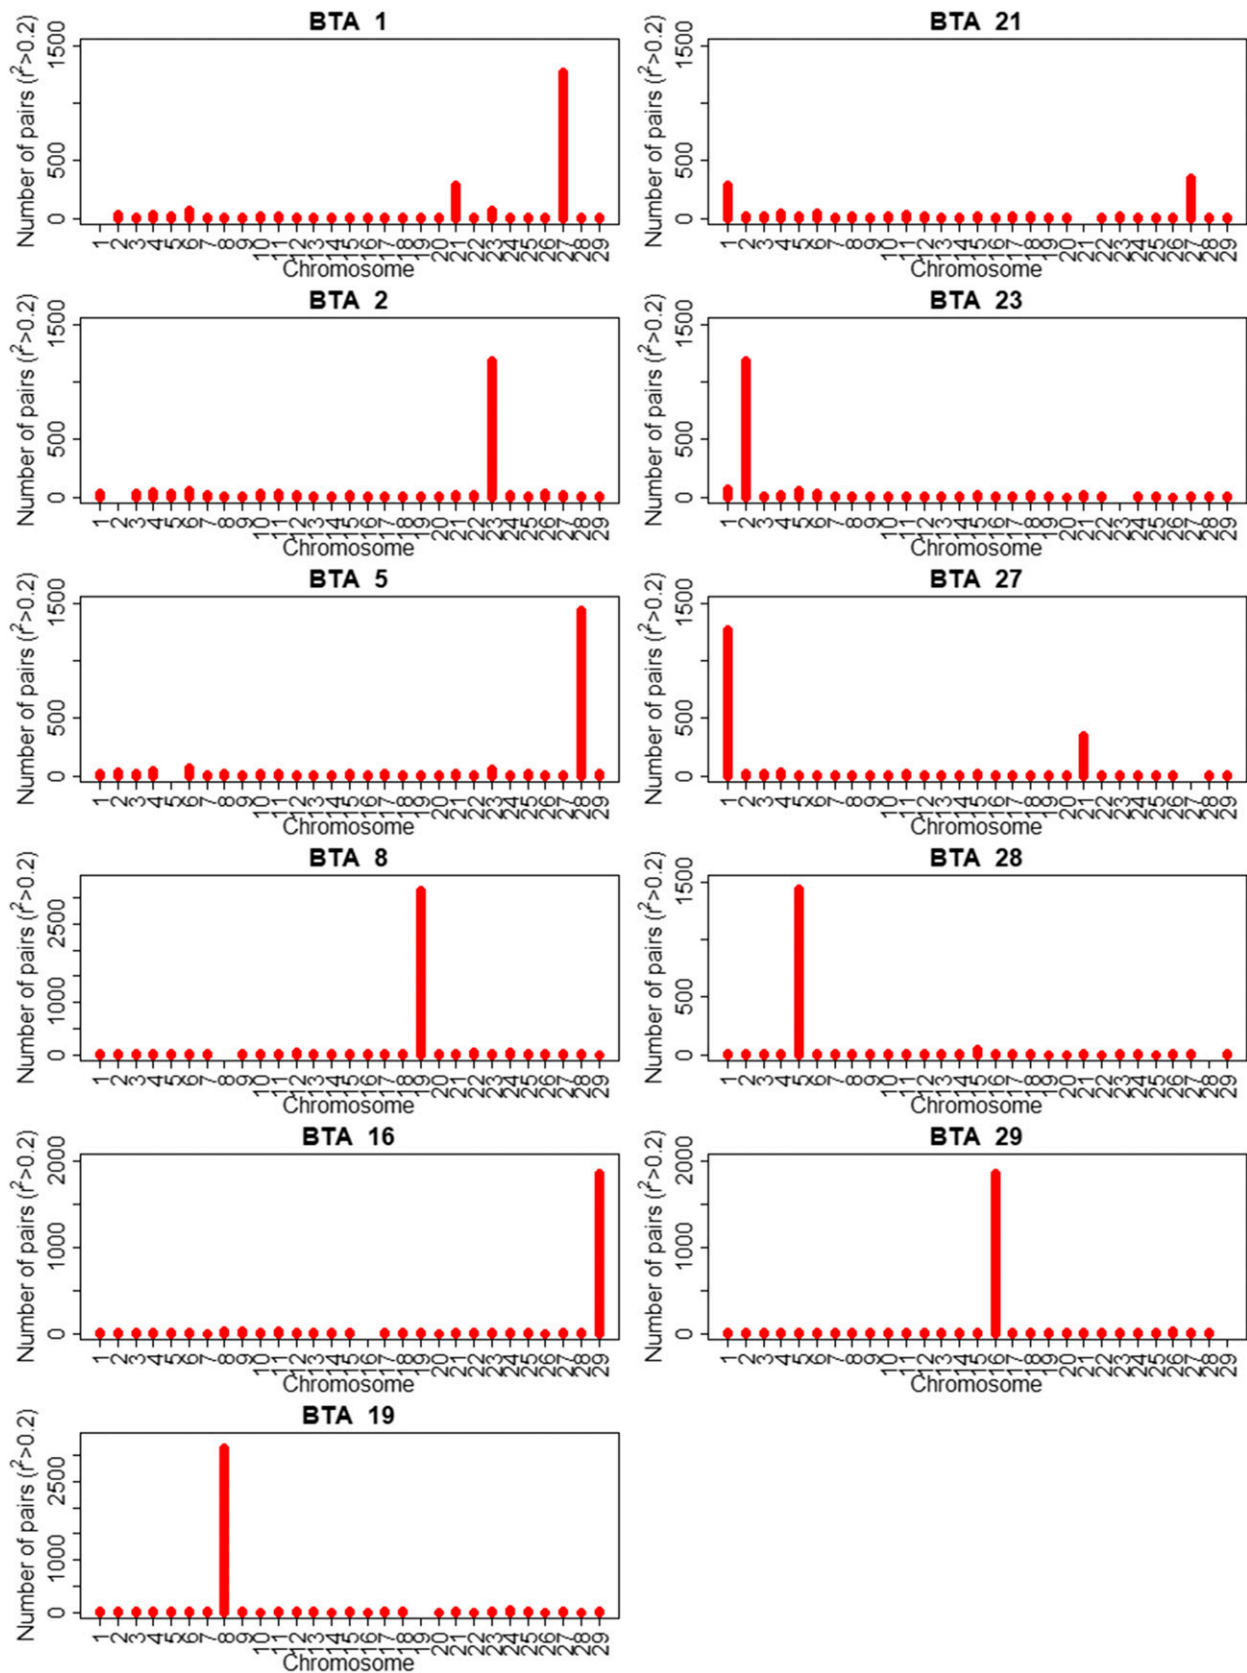 BTA 1
Number of pairs (r²>0.2)
1500
500
0
1 2 3 4 5 6 7 8 9 10 11 12 13 14 15 16 17 18 19 20 21 22 23 24 25 26 27 28 29
Chromosome
BTA 21
Number of pairs (r²>0.2)
1500
500
0
1 2 3 4 5 6 7 8 9 10 11 12 13 14 15 16 17 18 19 20 21 22 23 24 25 26 27 28 29
Chromosome
BTA 2
Number of pairs (r²>0.2)
1500
500
0
1 2 3 4 5 6 7 8 9 10 11 12 13 14 15 16 17 18 19 20 21 22 23 24 25 26 27 28 29
Chromosome
BTA 23
Number of pairs (r²>0.2)
1500
500
0
1 2 3 4 5 6 7 8 9 10 11 12 13 14 15 16 17 18 19 20 21 22 23 24 25 26 27 28 29
Chromosome
BTA 5
Number of pairs (r²>0.2)
1500
500
0
1 2 3 4 5 6 7 8 9 10 11 12 13 14 15 16 17 18 19 20 21 22 23 24 25 26 27 28 29
Chromosome
BTA 27
Number of pairs (r²>0.2)
1500
500
0
1 2 3 4 5 6 7 8 9 10 11 12 13 14 15 16 17 18 19 20 21 22 23 24 25 26 27 28 29
Chromosome
BTA 8
Number of pairs (r²>0.2)
2500
1000
0
1 2 3 4 5 6 7 8 9 10 11 12 13 14 15 16 17 18 19 20 21 22 23 24 25 26 27 28 29
Chromosome
BTA 28
Number of pairs (r²>0.2)
1500
500
0
1 2 3 4 5 6 7 8 9 10 11 12 13 14 15 16 17 18 19 20 21 22 23 24 25 26 27 28 29
Chromosome
BTA 16
Number of pairs (r²>0.2)
2000
1000
0
1 2 3 4 5 6 7 8 9 10 11 12 13 14 15 16 17 18 19 20 21 22 23 24 25 26 27 28 29
Chromosome
BTA 29
Number of pairs (r²>0.2)
2000
1000
0
1 2 3 4 5 6 7 8 9 10 11 12 13 14 15 16 17 18 19 20 21 22 23 24 25 26 27 28 29
Chromosome
BTA 19
Number of pairs (r²>0.2)
2500
1000
0
1 2 3 4 5 6 7 8 9 10 11 12 13 14 15 16 17 18 19 20 21 22 23 24 25 26 27 28 29
Chromosome